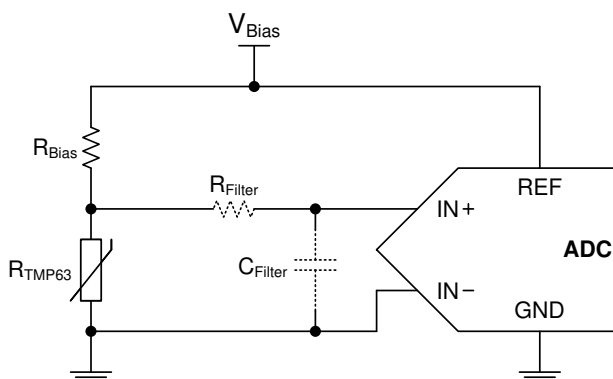 VBias
RBias
RFilter
IN+
REF
ADC
RTMP63
CFilter
IN−
GND